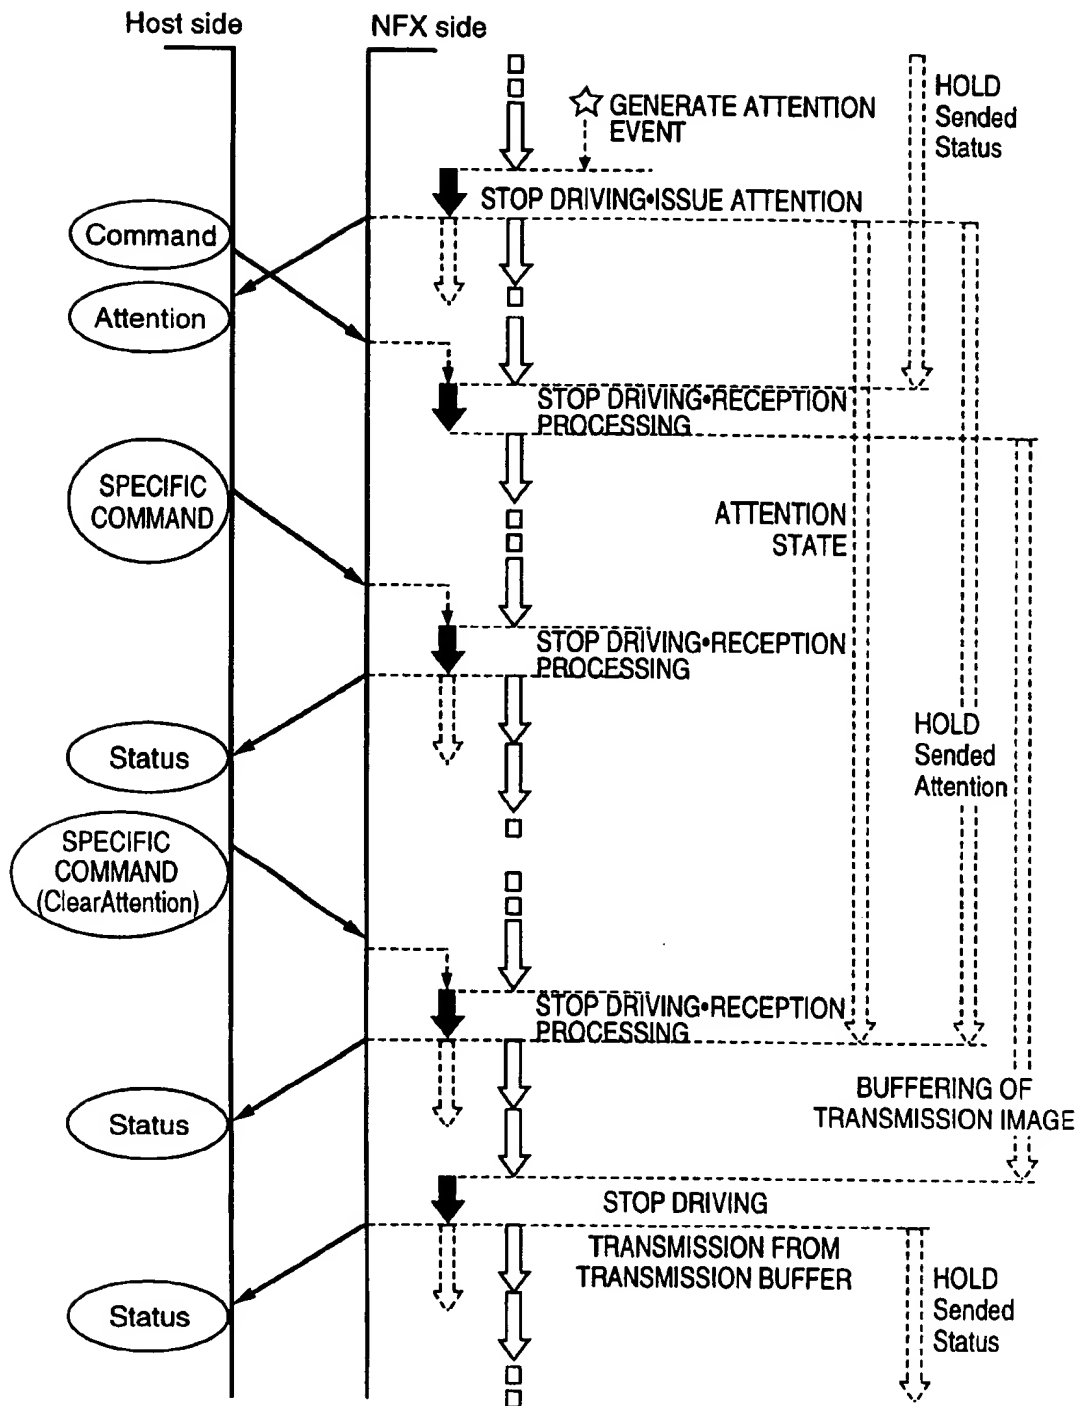 Host side
NFX side
GENERATE ATTENTION
EVENT
HOLD
Sended
Status
STOP DRIVING•ISSUE ATTENTION
Command
Attention
STOP DRIVING•RECEPTION
PROCESSING
SPECIFIC
COMMAND
ATTENTION
STATE
STOP DRIVING•RECEPTION
PROCESSING
Status
HOLD
Sended
Attention
SPECIFIC
COMMAND
(ClearAttention)
STOP DRIVING•RECEPTION
PROCESSING
Status
BUFFERING OF
TRANSMISSION IMAGE
STOP DRIVING
TRANSMISSION FROM
TRANSMISSION BUFFER
Status
HOLD
Sended
Status